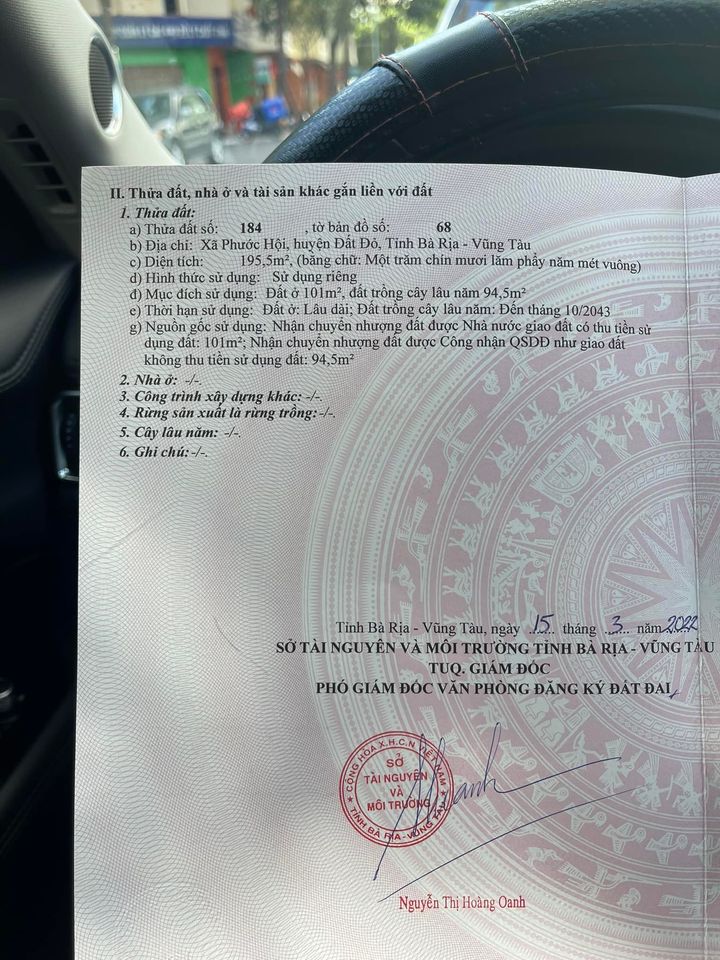 II. Thửa đất, nhà ở và tài sản khác gắn liền với đất
1. Thửa đất:
a) Thửa đất số: 184 , tờ bản đồ số: 68
b) Địa chỉ: Xã Phước Hội, huyện Đất Đỏ, Tỉnh Bà Rịa - Vũng Tàu
c) Diện tích: 195,5m², (bằng chữ: Một trăm chín mươi lăm phẩy năm mét vuông)
d) Hình thức sử dụng: Sử dụng riêng
đ) Mục đích sử dụng: Đất ở 101m², đất trồng cây lâu năm 94,5m²
e) Thời hạn sử dụng: Đất ở: Lâu dài; Đất trồng cây lâu năm: Đến tháng 10/2043
g) Nguồn gốc sử dụng: Nhận chuyển nhượng đất được Nhà nước giao đất có thu tiền sử
dụng đất: 101m²; Nhận chuyển nhượng đất được Công nhận QSDĐ như giao đất
không thu tiền sử dụng đất: 94,5m²
2. Nhà ở: -/-.
3. Công trình xây dựng khác: -/-.
4. Rừng sản xuất là rừng trồng: -/-.
5. Cây lâu năm: -/-.
6. Ghi chú: -/-.
Tỉnh Bà Rịa - Vũng Tàu, ngày 15 tháng 3 năm 2022
SỞ TÀI NGUYÊN VÀ MÔI TRƯỜNG TỈNH BÀ RỊA - VŨNG TÀU
TUQ. GIÁM ĐỐC
PHÓ GIÁM ĐỐC VĂN PHÒNG ĐĂNG KÝ ĐẤT ĐAI
CỘNG HÒA X.H.C.N VIỆT NAM
SỞ
TÀI NGUYÊN
VÀ
MÔI TRƯỜNG
TỈNH BÀ RỊA - VŨNG TÀU
Nguyễn Thị Hoàng Oanh